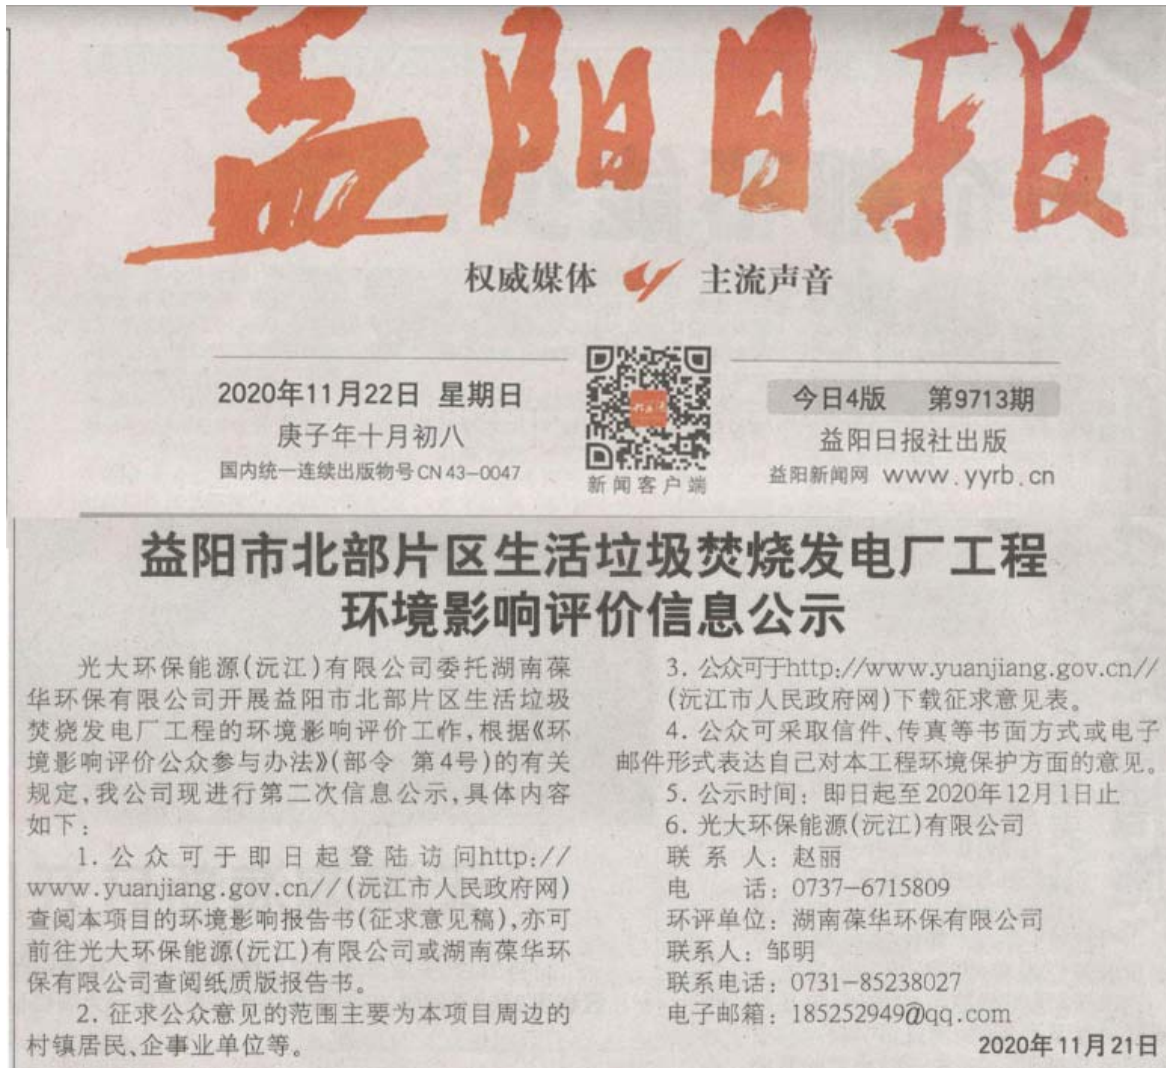 益阳日报
权威媒体 主流声音
2020年11月22日 星期日
庚子年十月初八
国内统一连续出版物号CN 43-0047
新闻客户端
今日4版 第9713期
益阳日报社出版
益阳新闻网 www.yyrb.cn
益阳市北部片区生活垃圾焚烧发电厂工程
环境影响评价信息公示
光大环保能源(沅江)有限公司委托湖南葆
华环保有限公司开展益阳市北部片区生活垃圾
焚烧发电厂工程的环境影响评价工作,根据《环
境影响评价公众参与办法》(部令 第4号)的有关
规定,我公司现进行第二次信息公示,具体内容
如下:
1. 公众可于即日起登陆访问http://
www.yuanjiang.gov.cn//(沅江市人民政府网)
查阅本项目的环境影响报告书(征求意见稿),亦可
前往光大环保能源(沅江)有限公司或湖南葆华环
保有限公司查阅纸质版报告书。
2. 征求公众意见的范围主要为本项目周边的
村镇居民、企事业单位等。
3. 公众可于http://www.yuanjiang.gov.cn//
(沅江市人民政府网)下载征求意见表。
4. 公众可采取信件、传真等书面方式或电子
邮件形式表达自己对本工程环境保护方面的意见。
5. 公示时间: 即日起至2020年12月1日止
6. 光大环保能源(沅江)有限公司
联 系 人: 赵丽
电 话: 0737-6715809
环评单位: 湖南葆华环保有限公司
联系人: 邹明
联系电话: 0731-85238027
电子邮箱: 185252949@qq.com
2020年11月21日